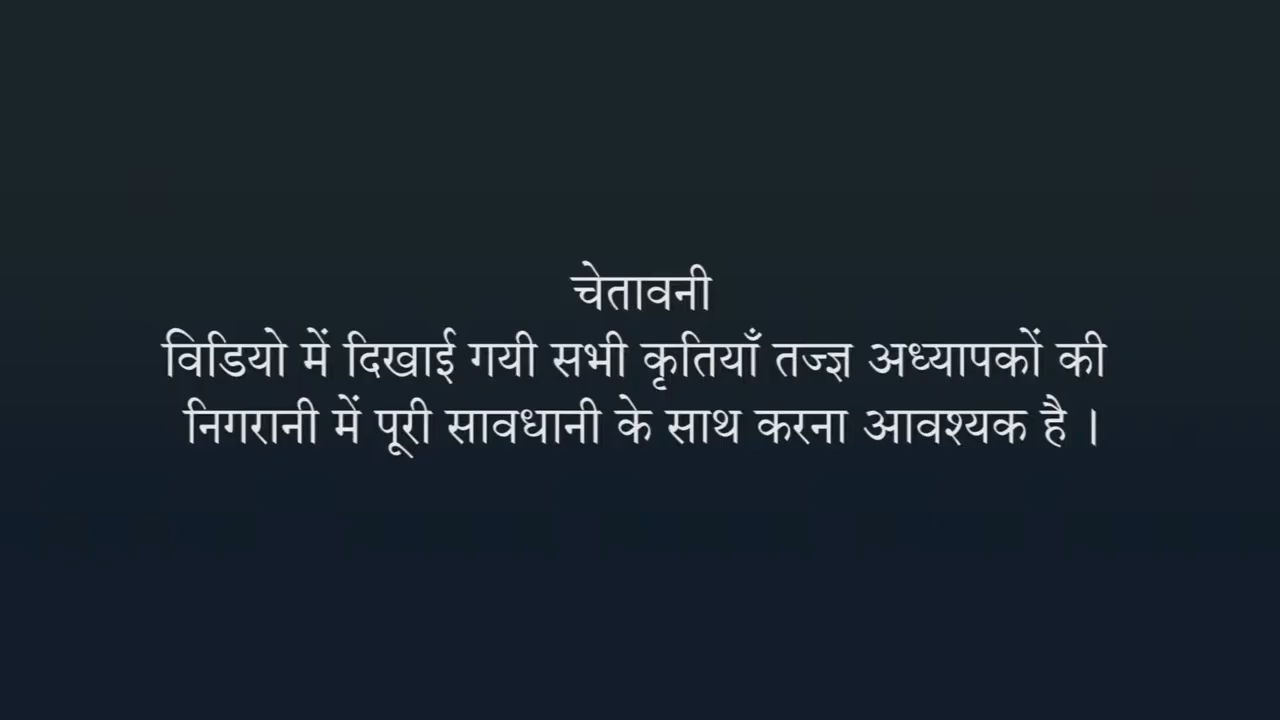 चेतावनी
विडियो में दिखाई गयी सभी कृतियाँ तज्ज्ञ अध्यापकों की
निगरानी में पूरी सावधानी के साथ करना आवश्यक है ।